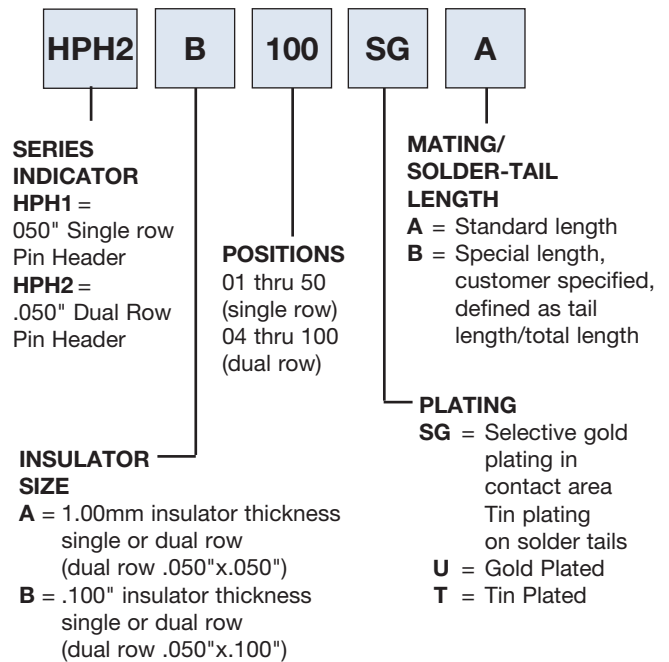 HPH2 B 100 SG A
SERIES
INDICATOR
HPH1 =
050" Single row
Pin Header
HPH2 =
.050" Dual Row
Pin Header
POSITIONS
01 thru 50
(single row)
04 thru 100
(dual row)
MATING/
SOLDER-TAIL
LENGTH
A = Standard length
B = Special length,
customer specified,
defined as tail
length/total length
INSULATOR
SIZE
A = 1.00mm insulator thickness
single or dual row
(dual row .050"x.050")
B = .100" insulator thickness
single or dual row
(dual row .050"x.100")
PLATING
SG = Selective gold
plating in
contact area
Tin plating
on solder tails
U = Gold Plated
T = Tin Plated